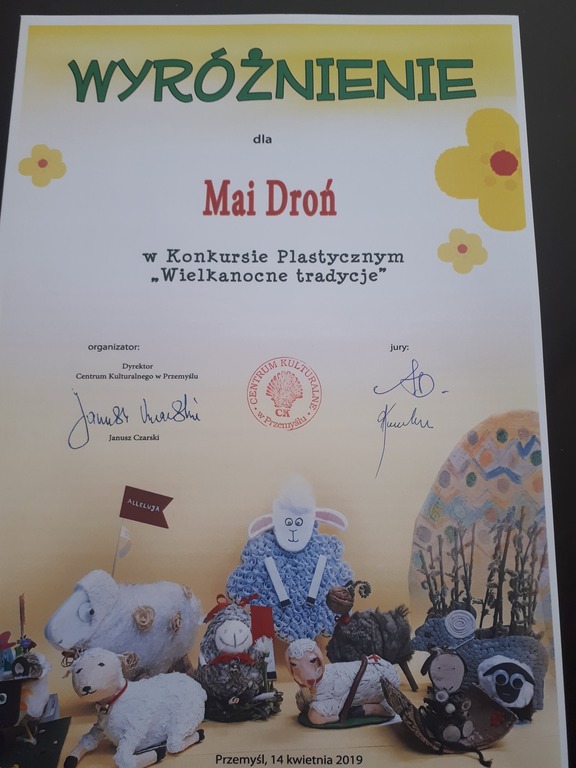 WYRÓŻNIENIE
dla
Mai Droń
w Konkursie Plastycznym
„Wielkanocne tradycje”
organizator:
Dyrektor
Centrum Kulturalnego w Przemyślu
Janusz Czarski
CENTRUM KULTURALNE
w Przemyślu
CK
jury:
ALLELUJA
Przemyśl, 14 kwietnia 2019